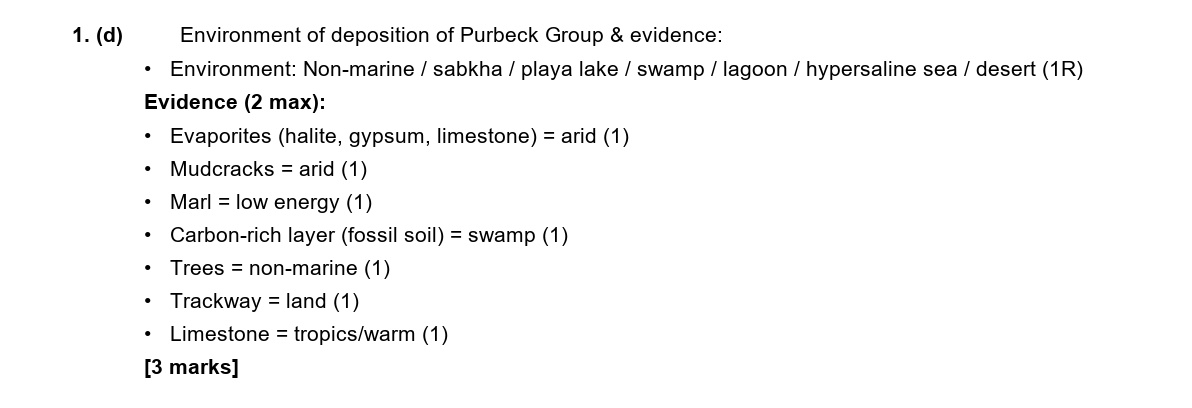 1. (d) Environment of deposition of Purbeck Group & evidence:
• Environment: Non-marine / sabkha / playa lake / swamp / lagoon / hypersaline sea / desert (1R)
Evidence (2 max):
• Evaporites (halite, gypsum, limestone) = arid (1)
• Mudcracks = arid (1)
• Marl = low energy (1)
• Carbon-rich layer (fossil soil) = swamp (1)
• Trees = non-marine (1)
• Trackway = land (1)
• Limestone = tropics/warm (1)
[3 marks]